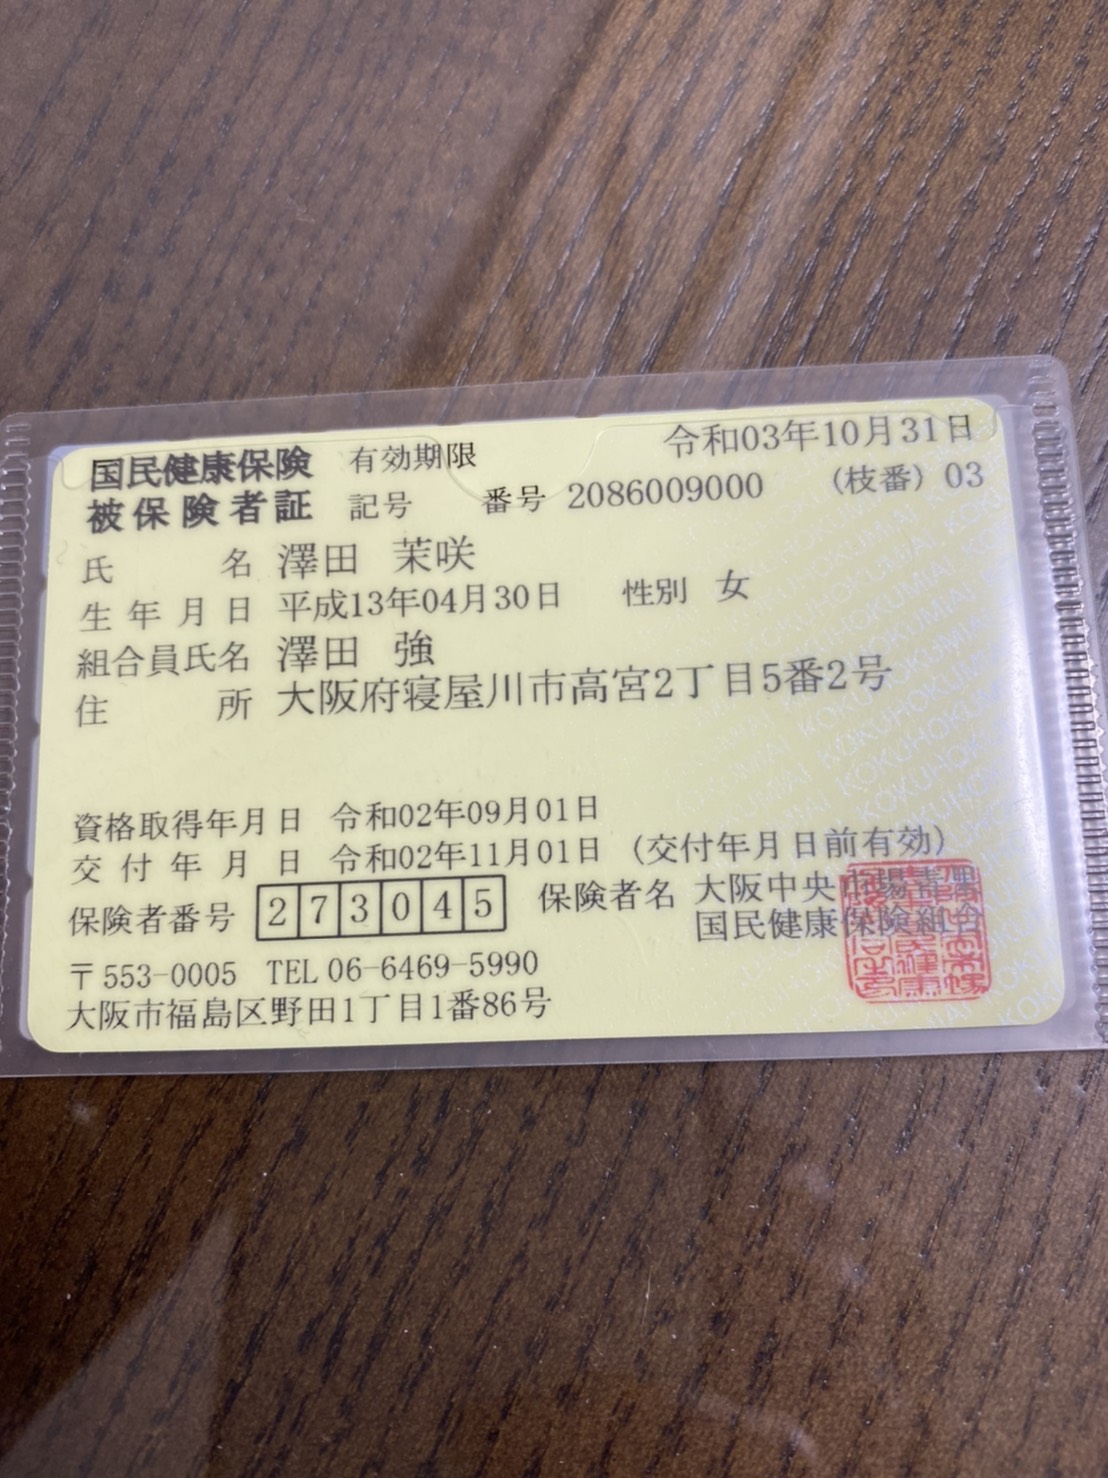 国民健康保険 有効期限 令和03年10月31日
被保険者証 記号 番号 2086009000 (枝番) 03
氏名 澤田 茉咲
生年月日 平成13年04月30日 性別 女
組合員氏名 澤田 強
住所 大阪府寝屋川市高宮2丁目5番2号
資格取得年月日 令和02年09月01日
交付年月日 令和02年11月01日 (交付年月日前有効)
保険者番号 273045 保険者名 大阪中央市場青果
国民健康保険組合
〒553-0005 TEL 06-6469-5990
大阪市福島区野田1丁目1番86号